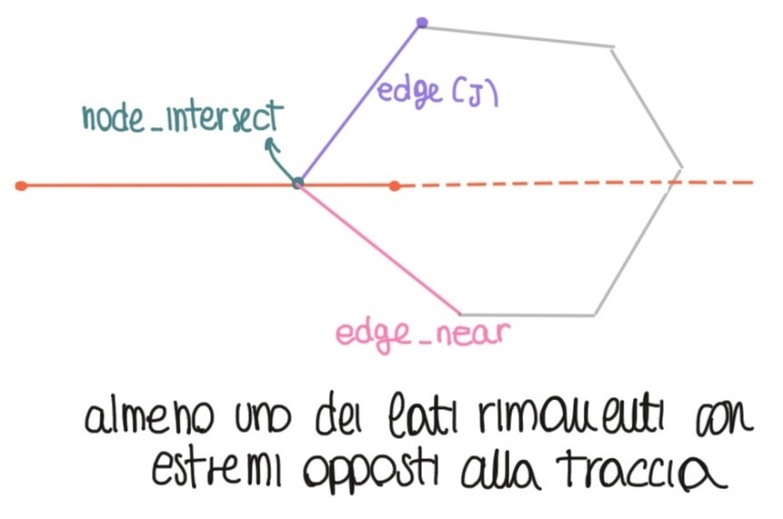 edge (J)
node_intersect
edge_near
almeno uno dei lati rimanenti con
estremi opposti alla traccia